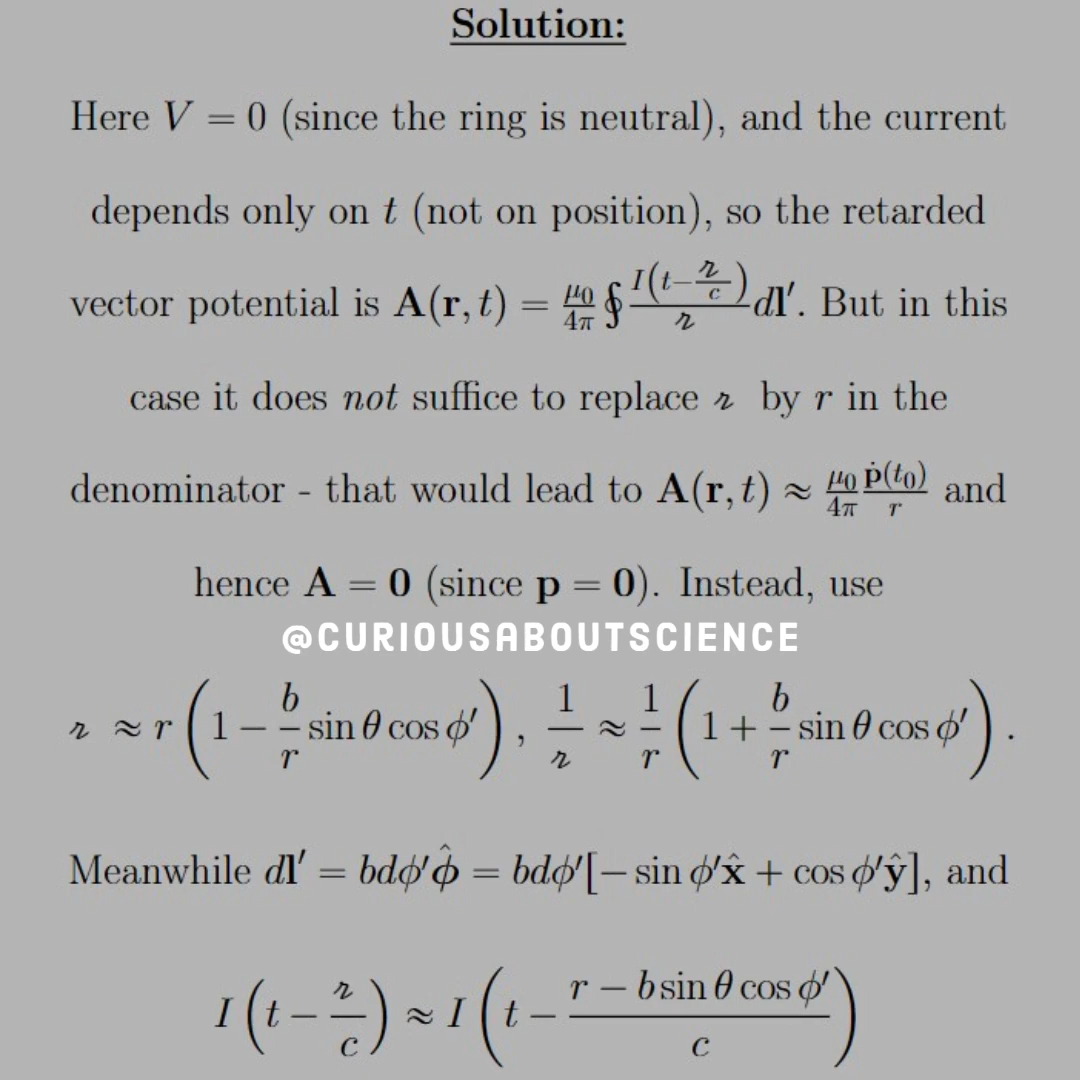 Solution:
Here V = 0 (since the ring is neutral), and the current
depends only on t (not on position), so the retarded
vector potential is A(r, t) = μ₀/4π ∮ I(t−𝓇/c)/𝓇 dl′. But in this
case it does not suffice to replace 𝓇 by r in the
denominator - that would lead to A(r, t) ≈ μ₀/4π ṗ(t₀)/r and
hence A = 0 (since p = 0). Instead, use
@CURIOUSABOUTSCIENCE
𝓇 ≈ r (1 − b/r sin θ cos ϕ′), 1/𝓇 ≈ 1/r (1 + b/r sin θ cos ϕ′).
Meanwhile dl′ = bdϕ′ϕ̂ = bdϕ′[− sin ϕ′x̂ + cos ϕ′ŷ], and
I (t − 𝓇/c) ≈ I (t − (r − b sin θ cos ϕ′)/c)